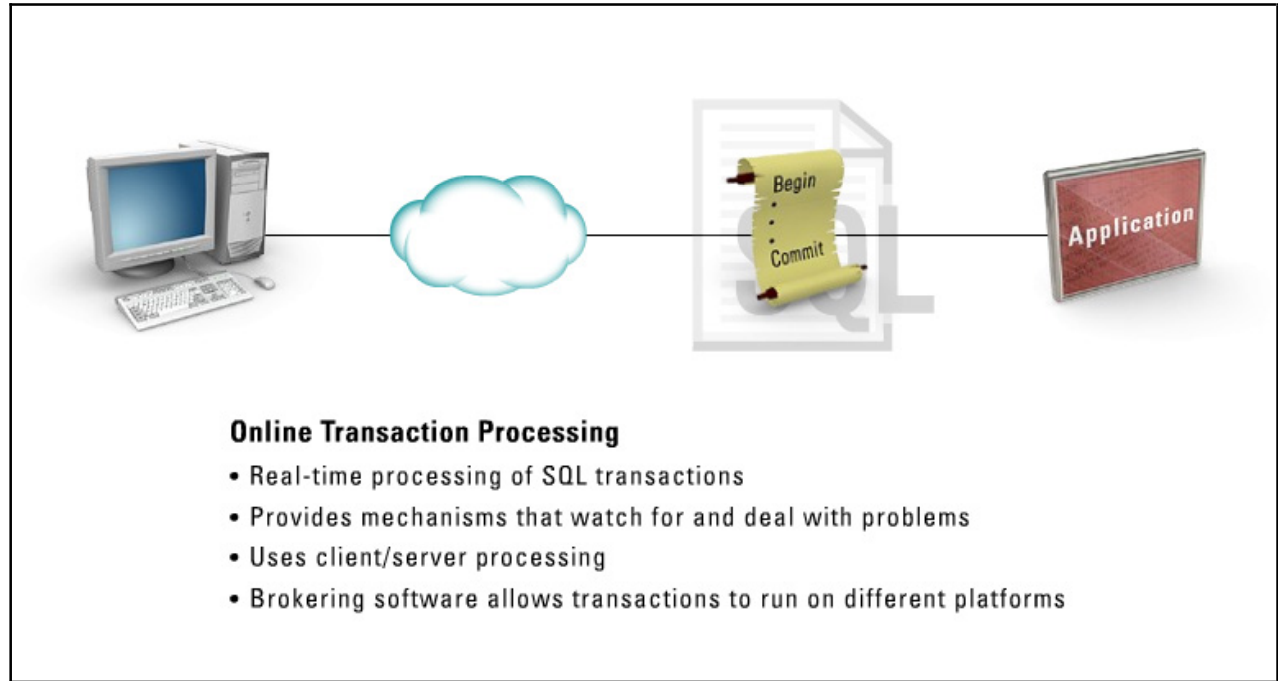 Begin
•
•
•
Commit
SQL
Application
Online Transaction Processing
• Real-time processing of SQL transactions
• Provides mechanisms that watch for and deal with problems
• Uses client/server processing
• Brokering software allows transactions to run on different platforms